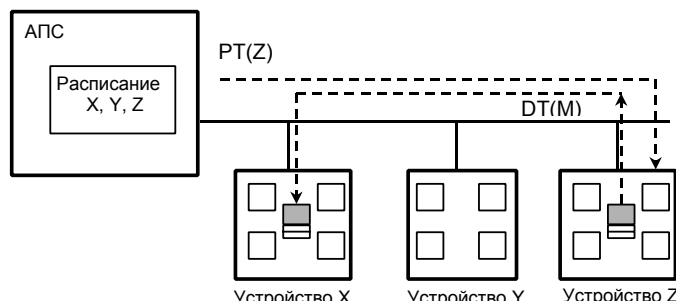 АПС
Расписание
X, Y, Z
PT(Z)
DT(M)
Устройство X
Устройство Y
Устройство Z